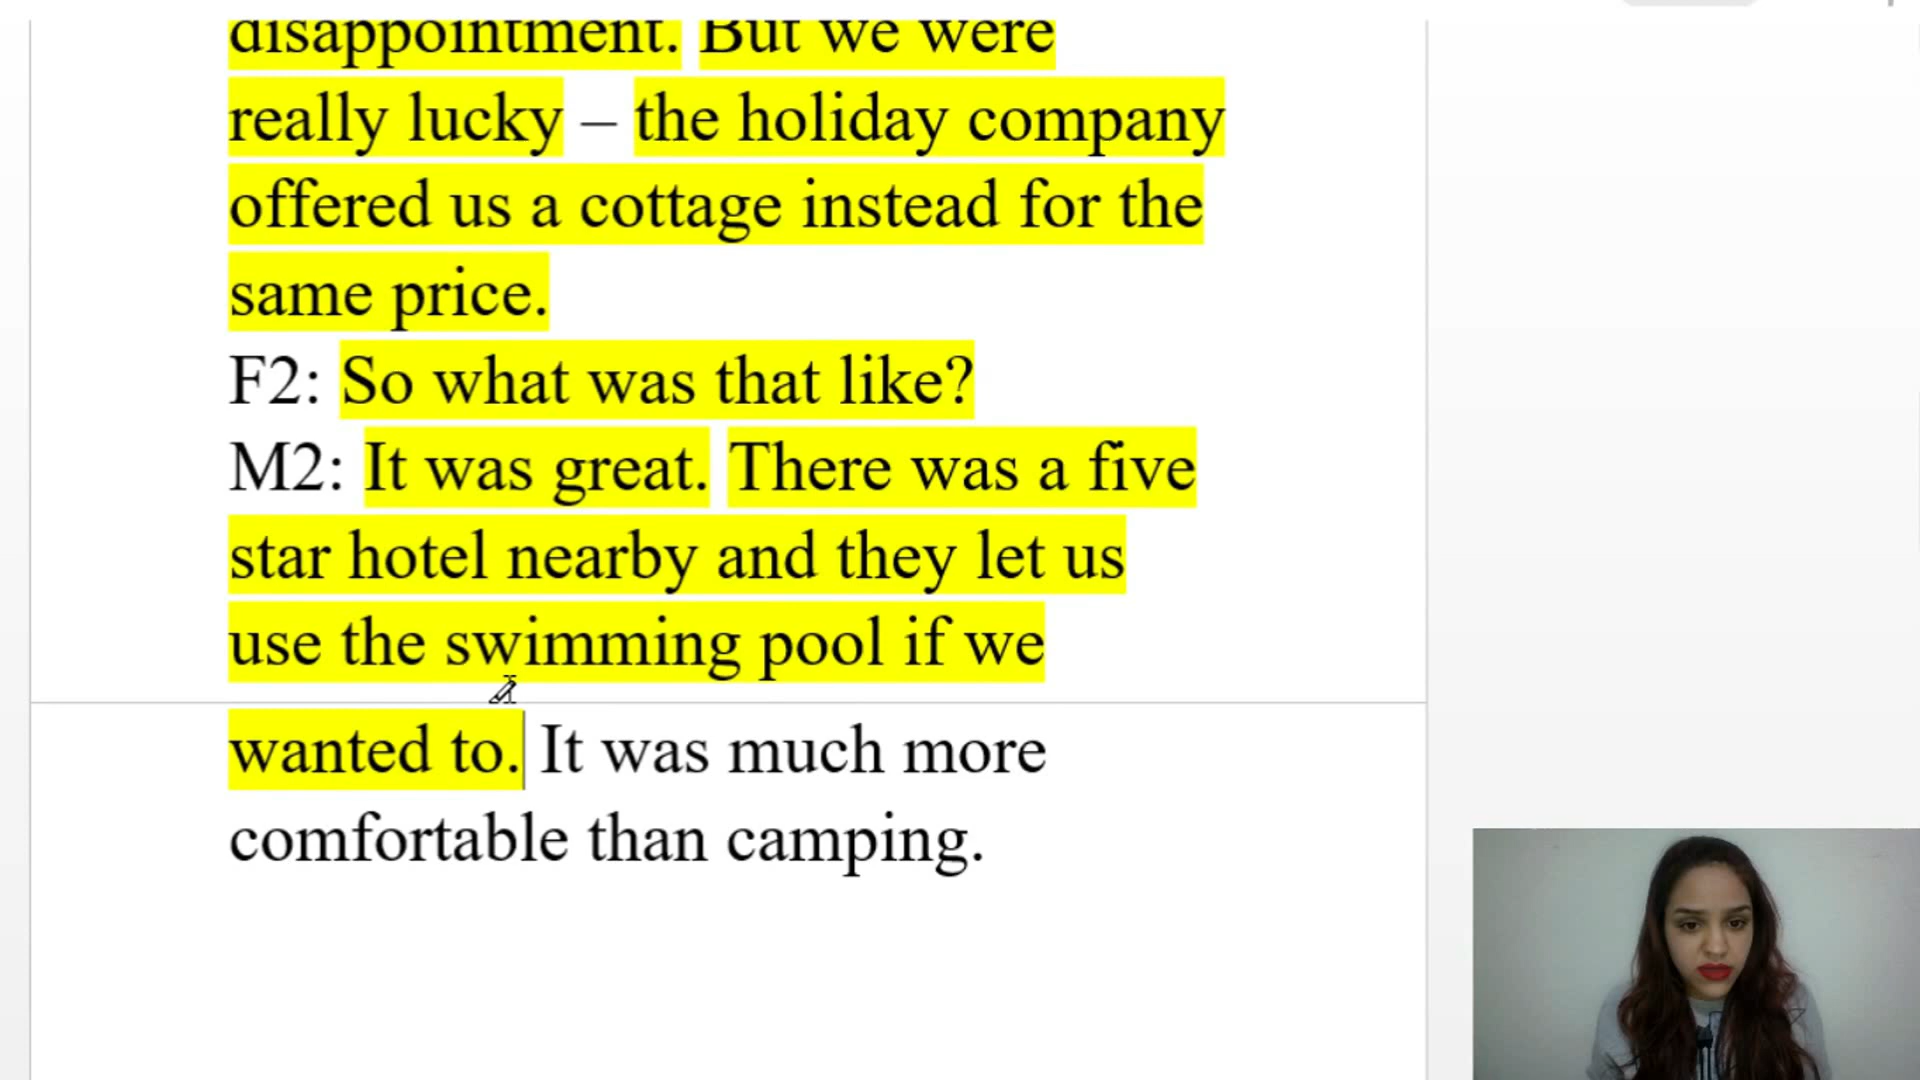 disappointment. But we were
really lucky – the holiday company
offered us a cottage instead for the
same price.
F2: So what was that like?
M2: It was great. There was a five
star hotel nearby and they let us
use the swimming pool if we
wanted to. It was much more
comfortable than camping.